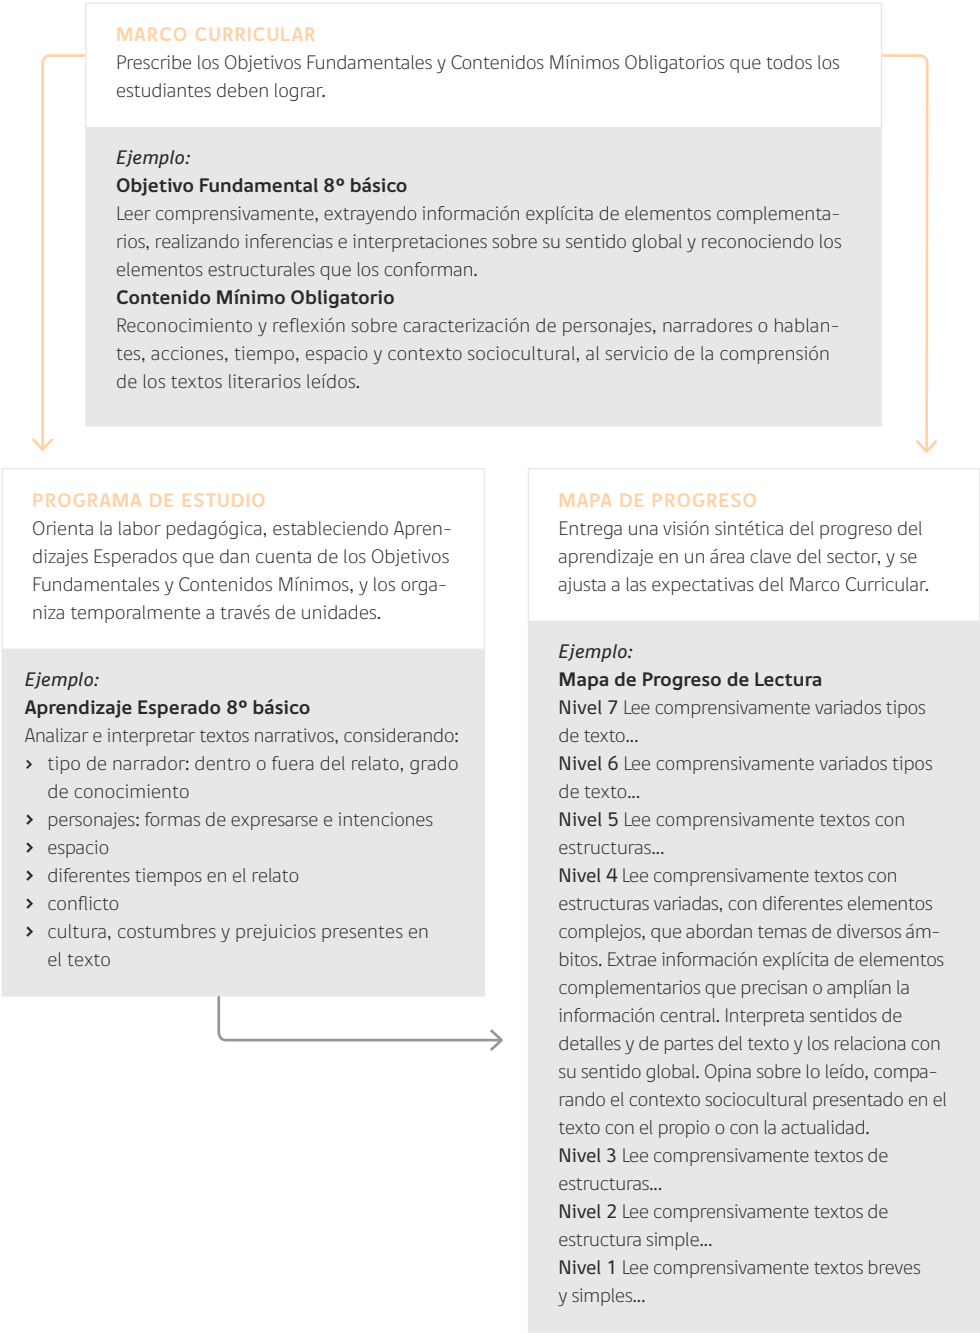 MARCO CURRICULAR
Prescribe los Objetivos Fundamentales y Contenidos Mínimos Obligatorios que todos los
estudiantes deben lograr.
Ejemplo:
Objetivo Fundamental 8º básico
Leer comprensivamente, extrayendo información explícita de elementos complementa-
rios, realizando inferencias e interpretaciones sobre su sentido global y reconociendo los
elementos estructurales que los conforman.
Contenido Mínimo Obligatorio
Reconocimiento y reflexión sobre caracterización de personajes, narradores o hablan-
tes, acciones, tiempo, espacio y contexto sociocultural, al servicio de la comprensión
de los textos literarios leídos.
PROGRAMA DE ESTUDIO
Orienta la labor pedagógica, estableciendo Apren-
dizajes Esperados que dan cuenta de los Objetivos
Fundamentales y Contenidos Mínimos, y los orga-
niza temporalmente a través de unidades.
Ejemplo:
Aprendizaje Esperado 8º básico
Analizar e interpretar textos narrativos, considerando:
› tipo de narrador: dentro o fuera del relato, grado
de conocimiento
› personajes: formas de expresarse e intenciones
› espacio
› diferentes tiempos en el relato
› conflicto
› cultura, costumbres y prejuicios presentes en
el texto
MAPA DE PROGRESO
Entrega una visión sintética del progreso del
aprendizaje en un área clave del sector, y se
ajusta a las expectativas del Marco Curricular.
Ejemplo:
Mapa de Progreso de Lectura
Nivel 7 Lee comprensivamente variados tipos
de texto...
Nivel 6 Lee comprensivamente variados tipos
de texto...
Nivel 5 Lee comprensivamente textos con
estructuras...
Nivel 4 Lee comprensivamente textos con
estructuras variadas, con diferentes elementos
complejos, que abordan temas de diversos ám-
bitos. Extrae información explícita de elementos
complementarios que precisan o amplían la
información central. Interpreta sentidos de
detalles y de partes del texto y los relaciona con
su sentido global. Opina sobre lo leído, compa-
rando el contexto sociocultural presentado en el
texto con el propio o con la actualidad.
Nivel 3 Lee comprensivamente textos de
estructuras...
Nivel 2 Lee comprensivamente textos de
estructura simple...
Nivel 1 Lee comprensivamente textos breves
y simples...